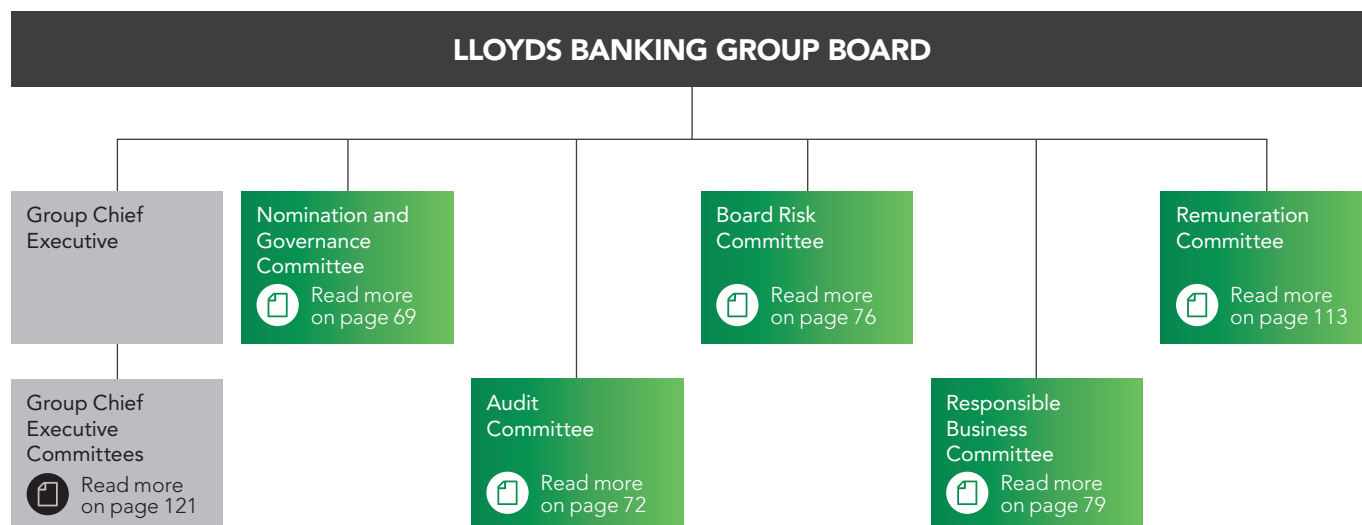 LLOYDS BANKING GROUP BOARD
Group Chief
Executive
Nomination and
Governance
Committee
Read more
on page 69
Board Risk
Committee
Read more
on page 76
Remuneration
Committee
Read more
on page 113
Group Chief
Executive
Committees
Read more
on page 121
Audit
Committee
Read more
on page 72
Responsible
Business
Committee
Read more
on page 79